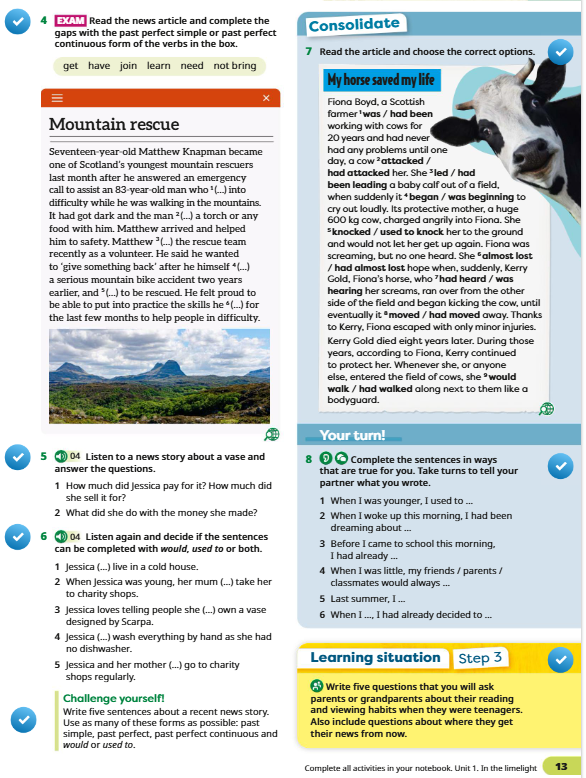 4 EXAM Read the news article and complete the
gaps with the past perfect simple or past perfect
continuous form of the verbs in the box.
get have join learn need not bring
Mountain rescue
Seventeen-year-old Matthew Knapman became
one of Scotland's youngest mountain rescuers
last month after he answered an emergency
call to assist an 83-year-old man who ¹(...) into
difficulty while he was walking in the mountains.
It had got dark and the man ²(...) a torch or any
food with him. Matthew arrived and helped
him to safety. Matthew ³(...) the rescue team
recently as a volunteer. He said he wanted
to 'give something back' after he himself ⁴(...)
a serious mountain bike accident two years
earlier, and ⁵(...) to be rescued. He felt proud to
be able to put into practice the skills he ⁶(...) for
the last few months to help people in difficulty.
5 04 Listen to a news story about a vase and
answer the questions.
1 How much did Jessica pay for it? How much did
she sell it for?
2 What did she do with the money she made?
6 04 Listen again and decide if the sentences
can be completed with would, used to or both.
1 Jessica (...) live in a cold house.
2 When Jessica was young, her mum (...) take her
to charity shops.
3 Jessica loves telling people she (...) own a vase
designed by Scarpa.
4 Jessica (...) wash everything by hand as she had
no dishwasher.
5 Jessica and her mother (...) go to charity
shops regularly.
Challenge yourself!
Write five sentences about a recent news story.
Use as many of these forms as possible: past
simple, past perfect, past perfect continuous and
would or used to.
Consolidate
7 Read the article and choose the correct options.
My horse saved my life
Fiona Boyd, a Scottish
farmer ¹was / had been
working with cows for
20 years and had never
had any problems until one
day, a cow ²attacked /
had attacked her. She ³led / had
been leading a baby calf out of a field,
when suddenly it ⁴began / was beginning to
cry out loudly. Its protective mother, a huge
600 kg cow, charged angrily into Fiona. She
⁵knocked / used to knock her to the ground
and would not let her get up again. Fiona was
screaming, but no one heard. She ⁶almost lost
/ had almost lost hope when, suddenly, Kerry
Gold, Fiona's horse, who ⁷had heard / was
hearing her screams, ran over from the other
side of the field and began kicking the cow, until
eventually it ⁸moved / had moved away. Thanks
to Kerry, Fiona escaped with only minor injuries.
Kerry Gold died eight years later. During those
years, according to Fiona, Kerry continued
to protect her. Whenever she, or anyone
else, entered the field of cows, she ⁹would
walk / had walked along next to them like a
bodyguard.
Your turn!
8 Complete the sentences in ways
that are true for you. Take turns to tell your
partner what you wrote.
1 When I was younger, I used to ...
2 When I woke up this morning, I had been
dreaming about ...
3 Before I came to school this morning,
I had already ...
4 When I was little, my friends / parents /
classmates would always ...
5 Last summer, I ...
6 When I ..., I had already decided to ...
Learning situation Step 3
Write five questions that you will ask
parents or grandparents about their reading
and viewing habits when they were teenagers.
Also include questions about where they get
their news from now.
Complete all activities in your notebook. Unit 1. In the limelight 13